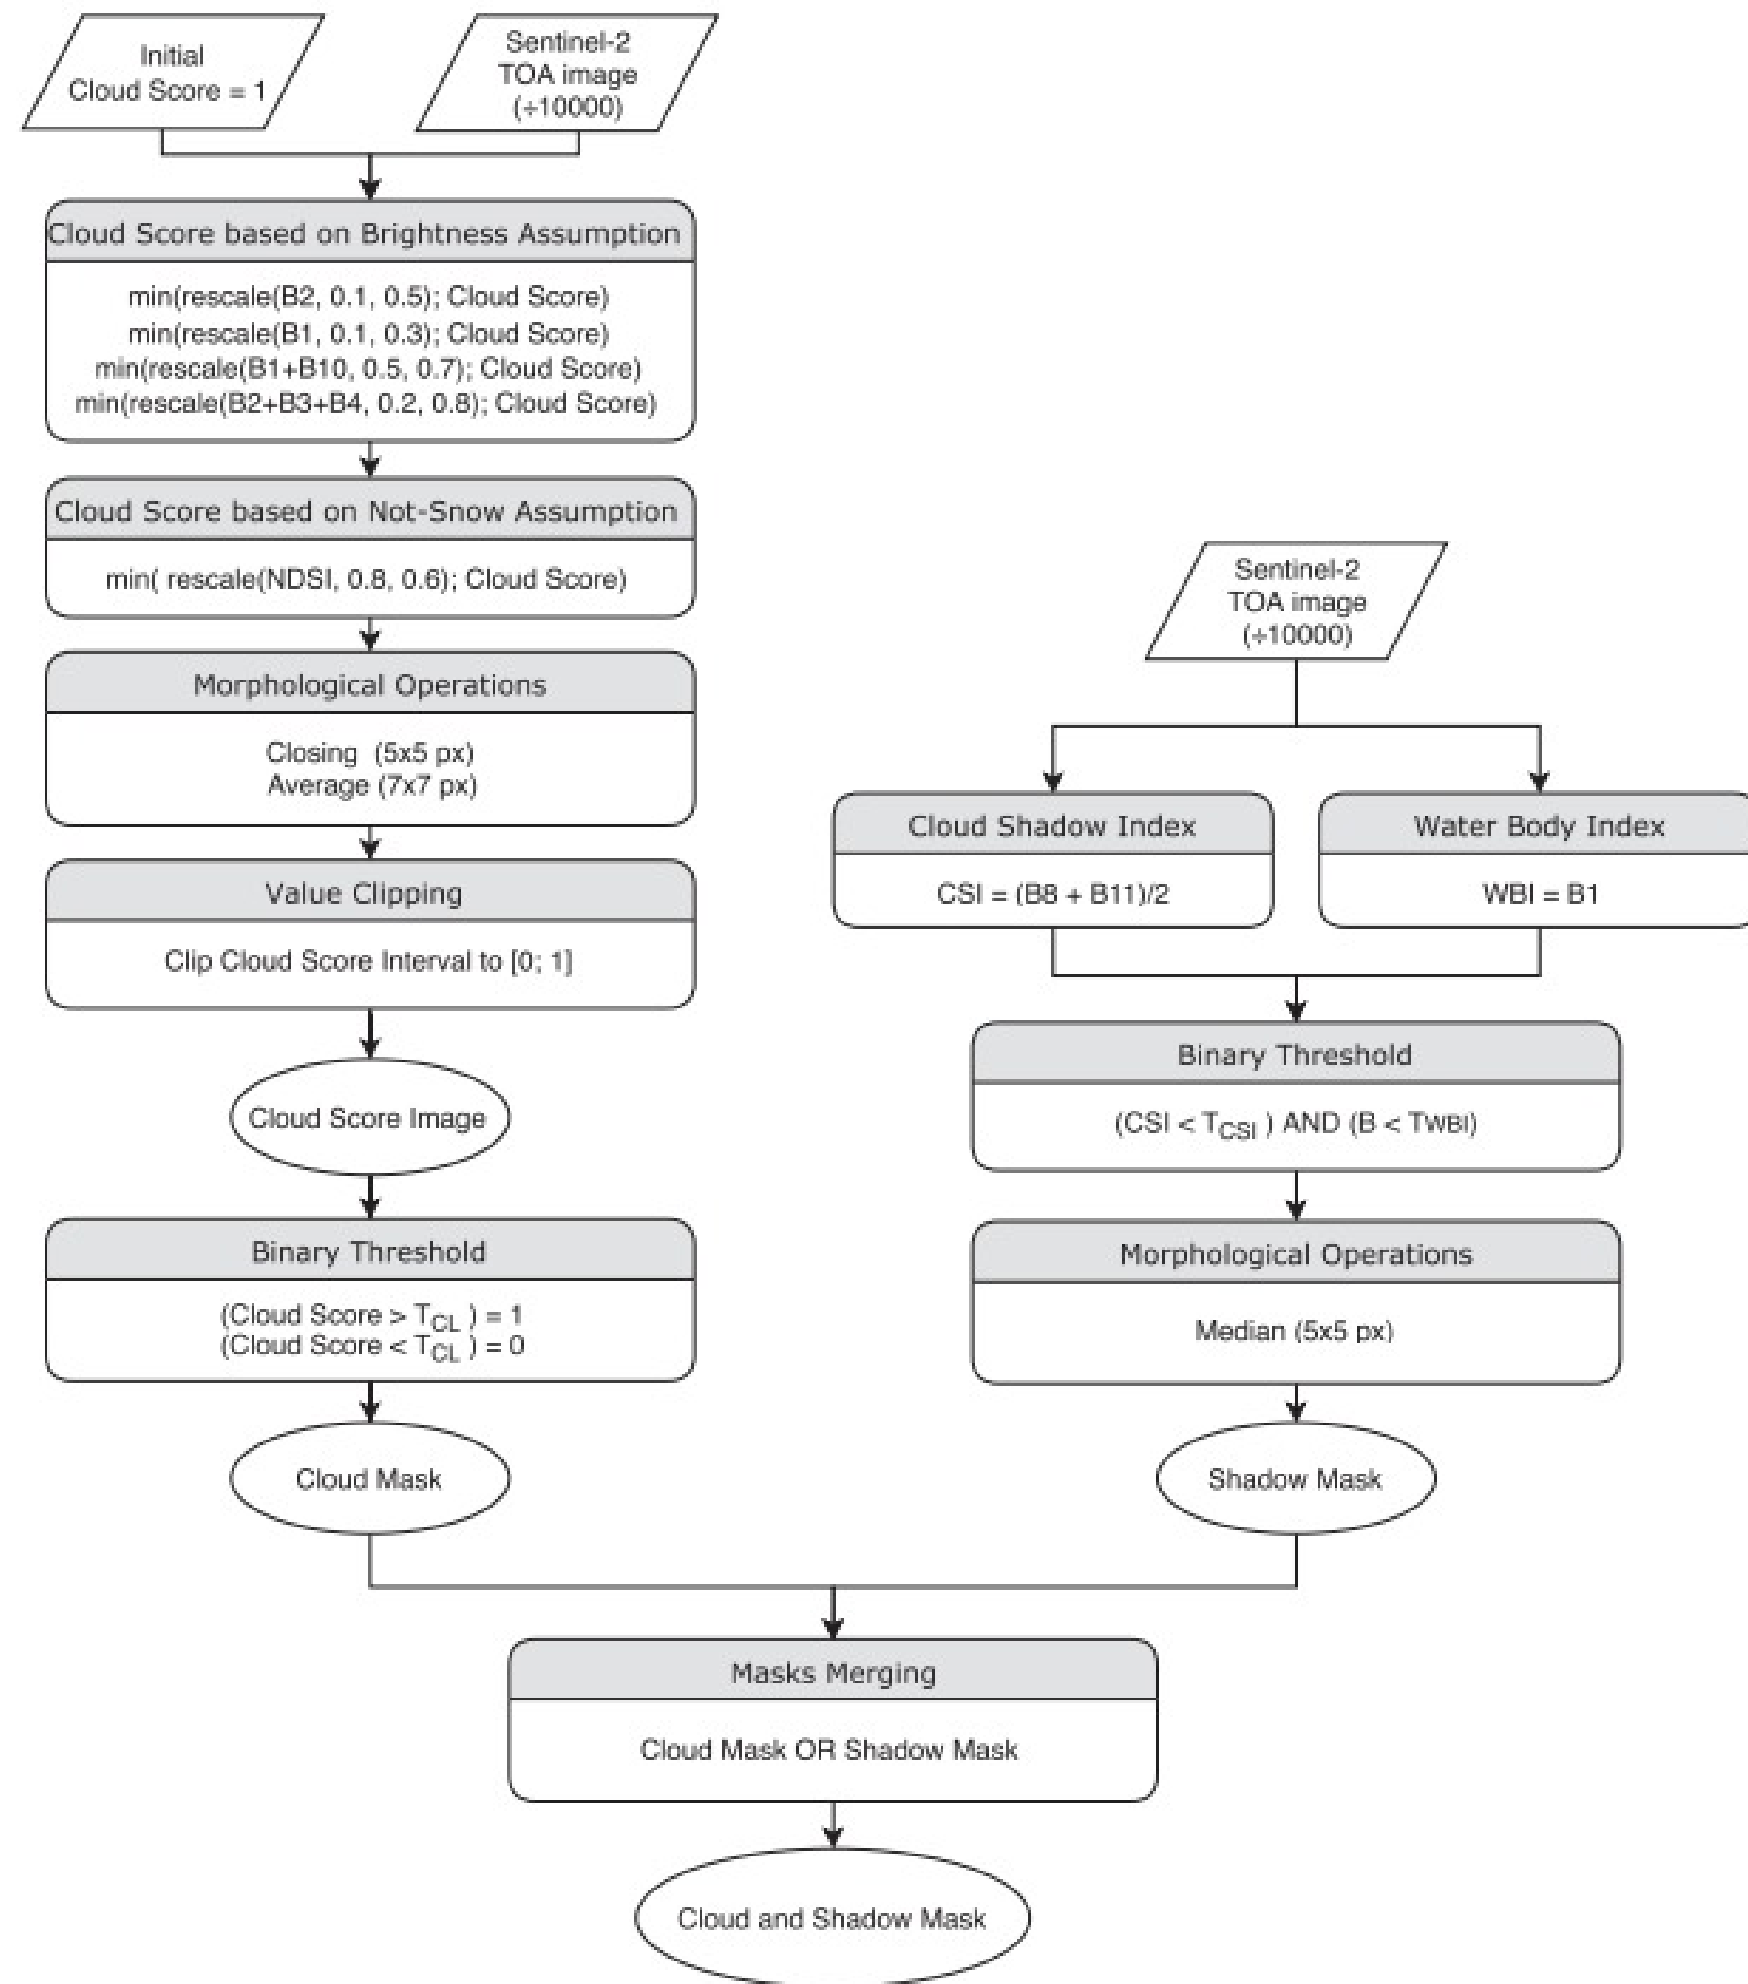 Initial
Cloud Score = 1
Sentinel-2
TOA image
(÷10000)
Cloud Score based on Brightness Assumption
min(rescale(B2, 0.1, 0.5); Cloud Score)
min(rescale(B1, 0.1, 0.3); Cloud Score)
min(rescale(B1+B10, 0.5, 0.7); Cloud Score)
min(rescale(B2+B3+B4, 0.2, 0.8); Cloud Score)
Cloud Score based on Not-Snow Assumption
min( rescale(NDSI, 0.8, 0.6); Cloud Score)
Morphological Operations
Closing (5x5 px)
Average (7x7 px)
Value Clipping
Clip Cloud Score Interval to [0; 1]
Cloud Score Image
Binary Threshold
(Cloud Score > TCL ) = 1
(Cloud Score < TCL ) = 0
Cloud Mask
Sentinel-2
TOA image
(÷10000)
Cloud Shadow Index
CSI = (B8 + B11)/2
Water Body Index
WBI = B1
Binary Threshold
(CSI < TCSI ) AND (B < TWBI)
Morphological Operations
Median (5x5 px)
Shadow Mask
Masks Merging
Cloud Mask OR Shadow Mask
Cloud and Shadow Mask